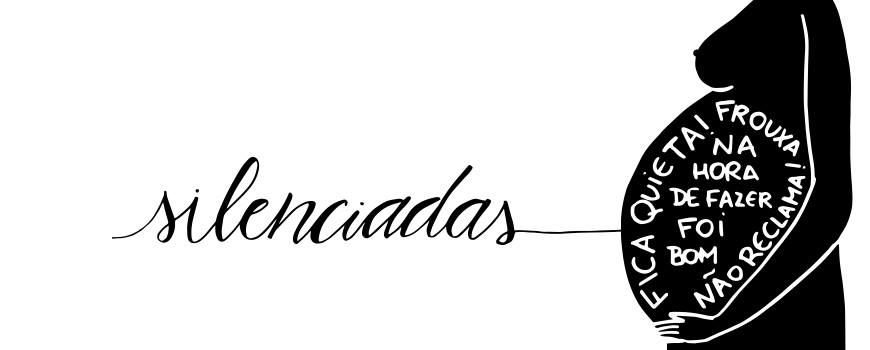 silenciadas
FICA QUIETA!
FROUXA!
NA
HORA
DE FAZER
FOI
BOM
NÃO RECLAMA!